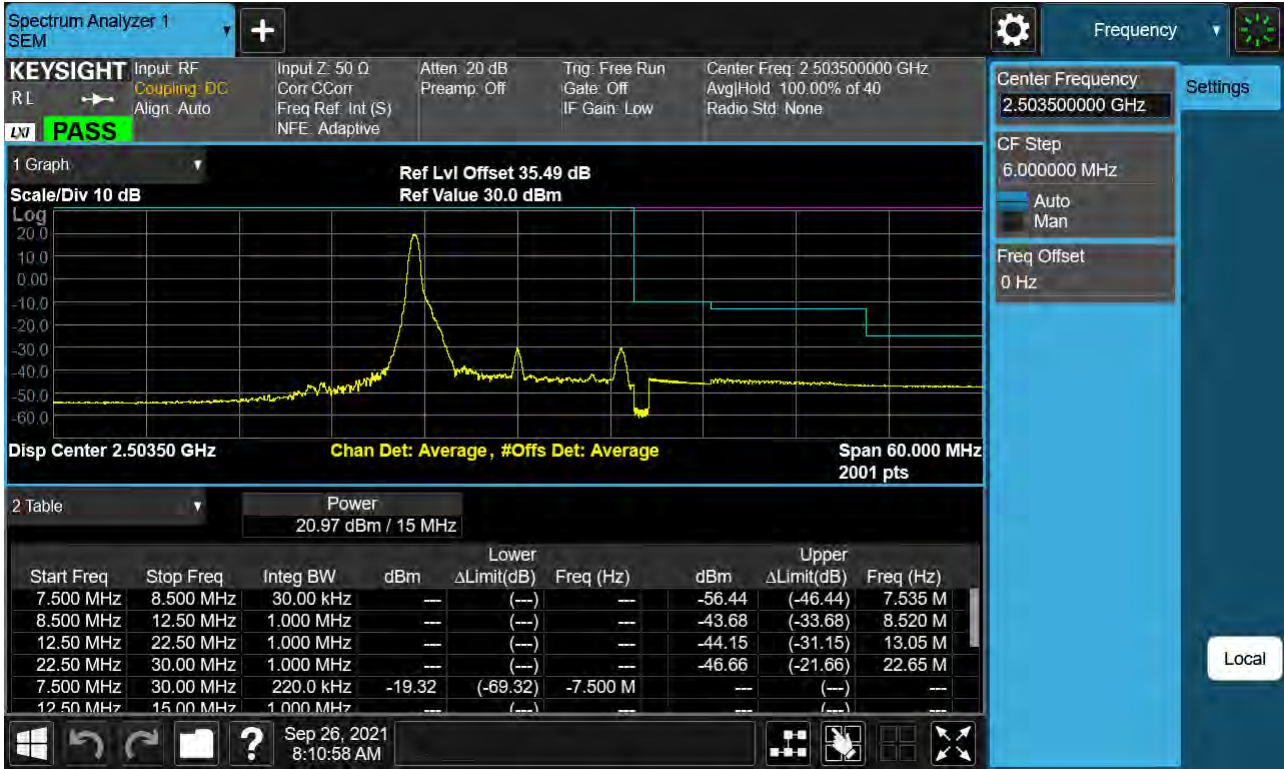 Spectrum Analyzer 1
SEM
+
Frequency
KEYSIGHT
RL
LXI
PASS
Input: RF
Coupling: DC
Align: Auto
Input Z: 50 Ω
Corr CCorr
Freq Ref: Int (S)
NFE: Adaptive
Atten: 20 dB
Preamp: Off
Trig: Free Run
Gate: Off
IF Gain: Low
Center Freq: 2.503500000 GHz
Avg|Hold: 100.00% of 40
Radio Std: None
Center Frequency
2.503500000 GHz
Settings
CF Step
6.000000 MHz
Auto
Man
Freq Offset
0 Hz
1 Graph
Scale/Div 10 dB
Ref Lvl Offset 35.49 dB
Ref Value 30.0 dBm
Log
20.0
10.0
0.00
-10.0
-20.0
-30.0
-40.0
-50.0
-60.0
Disp Center 2.50350 GHz
Chan Det: Average , #Offs Det: Average
Span 60.000 MHz
2001 pts
2 Table
Power
20.97 dBm / 15 MHz
Lower Upper
Start Freq Stop Freq Integ BW dBm ΔLimit(dB) Freq (Hz) dBm ΔLimit(dB) Freq (Hz)
7.500 MHz 8.500 MHz 30.00 kHz --- (---) --- -56.44 (-46.44) 7.535 M
8.500 MHz 12.50 MHz 1.000 MHz --- (---) --- -43.68 (-33.68) 8.520 M
12.50 MHz 22.50 MHz 1.000 MHz --- (---) --- -44.15 (-31.15) 13.05 M
22.50 MHz 30.00 MHz 1.000 MHz --- (---) --- -46.66 (-21.66) 22.65 M
7.500 MHz 30.00 MHz 220.0 kHz -19.32 (-69.32) -7.500 M --- (---) ---
12.50 MHz 15.00 MHz 1.000 MHz --- (---) --- --- (---) ---
Local
?
Sep 26, 2021
8:10:58 AM